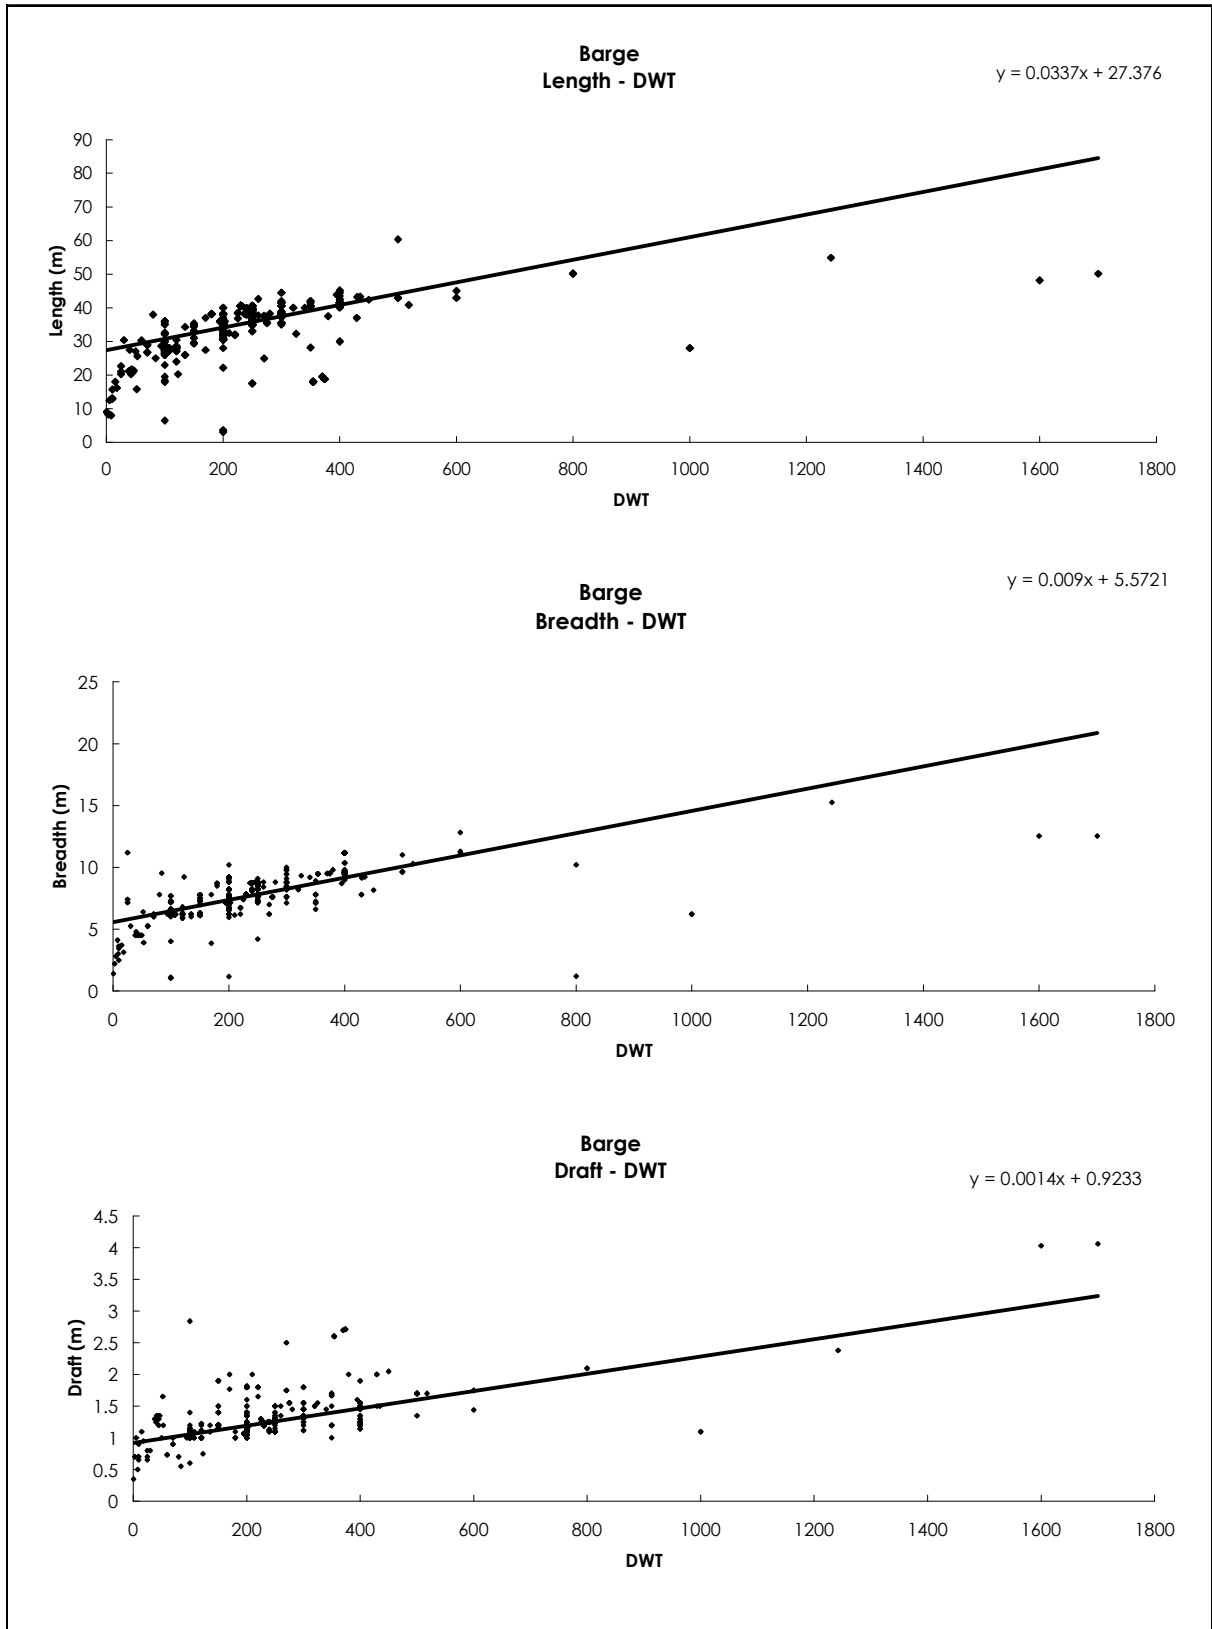 Barge
Length - DWT
y = 0.0337x + 27.376
90
80
70
60
50
40
30
20
10
0
Length (m)
0 200 400 600 800 1000 1200 1400 1600 1800
DWT
Barge
Breadth - DWT
y = 0.009x + 5.5721
25
20
15
10
5
0
Breadth (m)
0 200 400 600 800 1000 1200 1400 1600 1800
DWT
Barge
Draft - DWT
y = 0.0014x + 0.9233
4.5
4
3.5
3
2.5
2
1.5
1
0.5
0
Draft (m)
0 200 400 600 800 1000 1200 1400 1600 1800
DWT